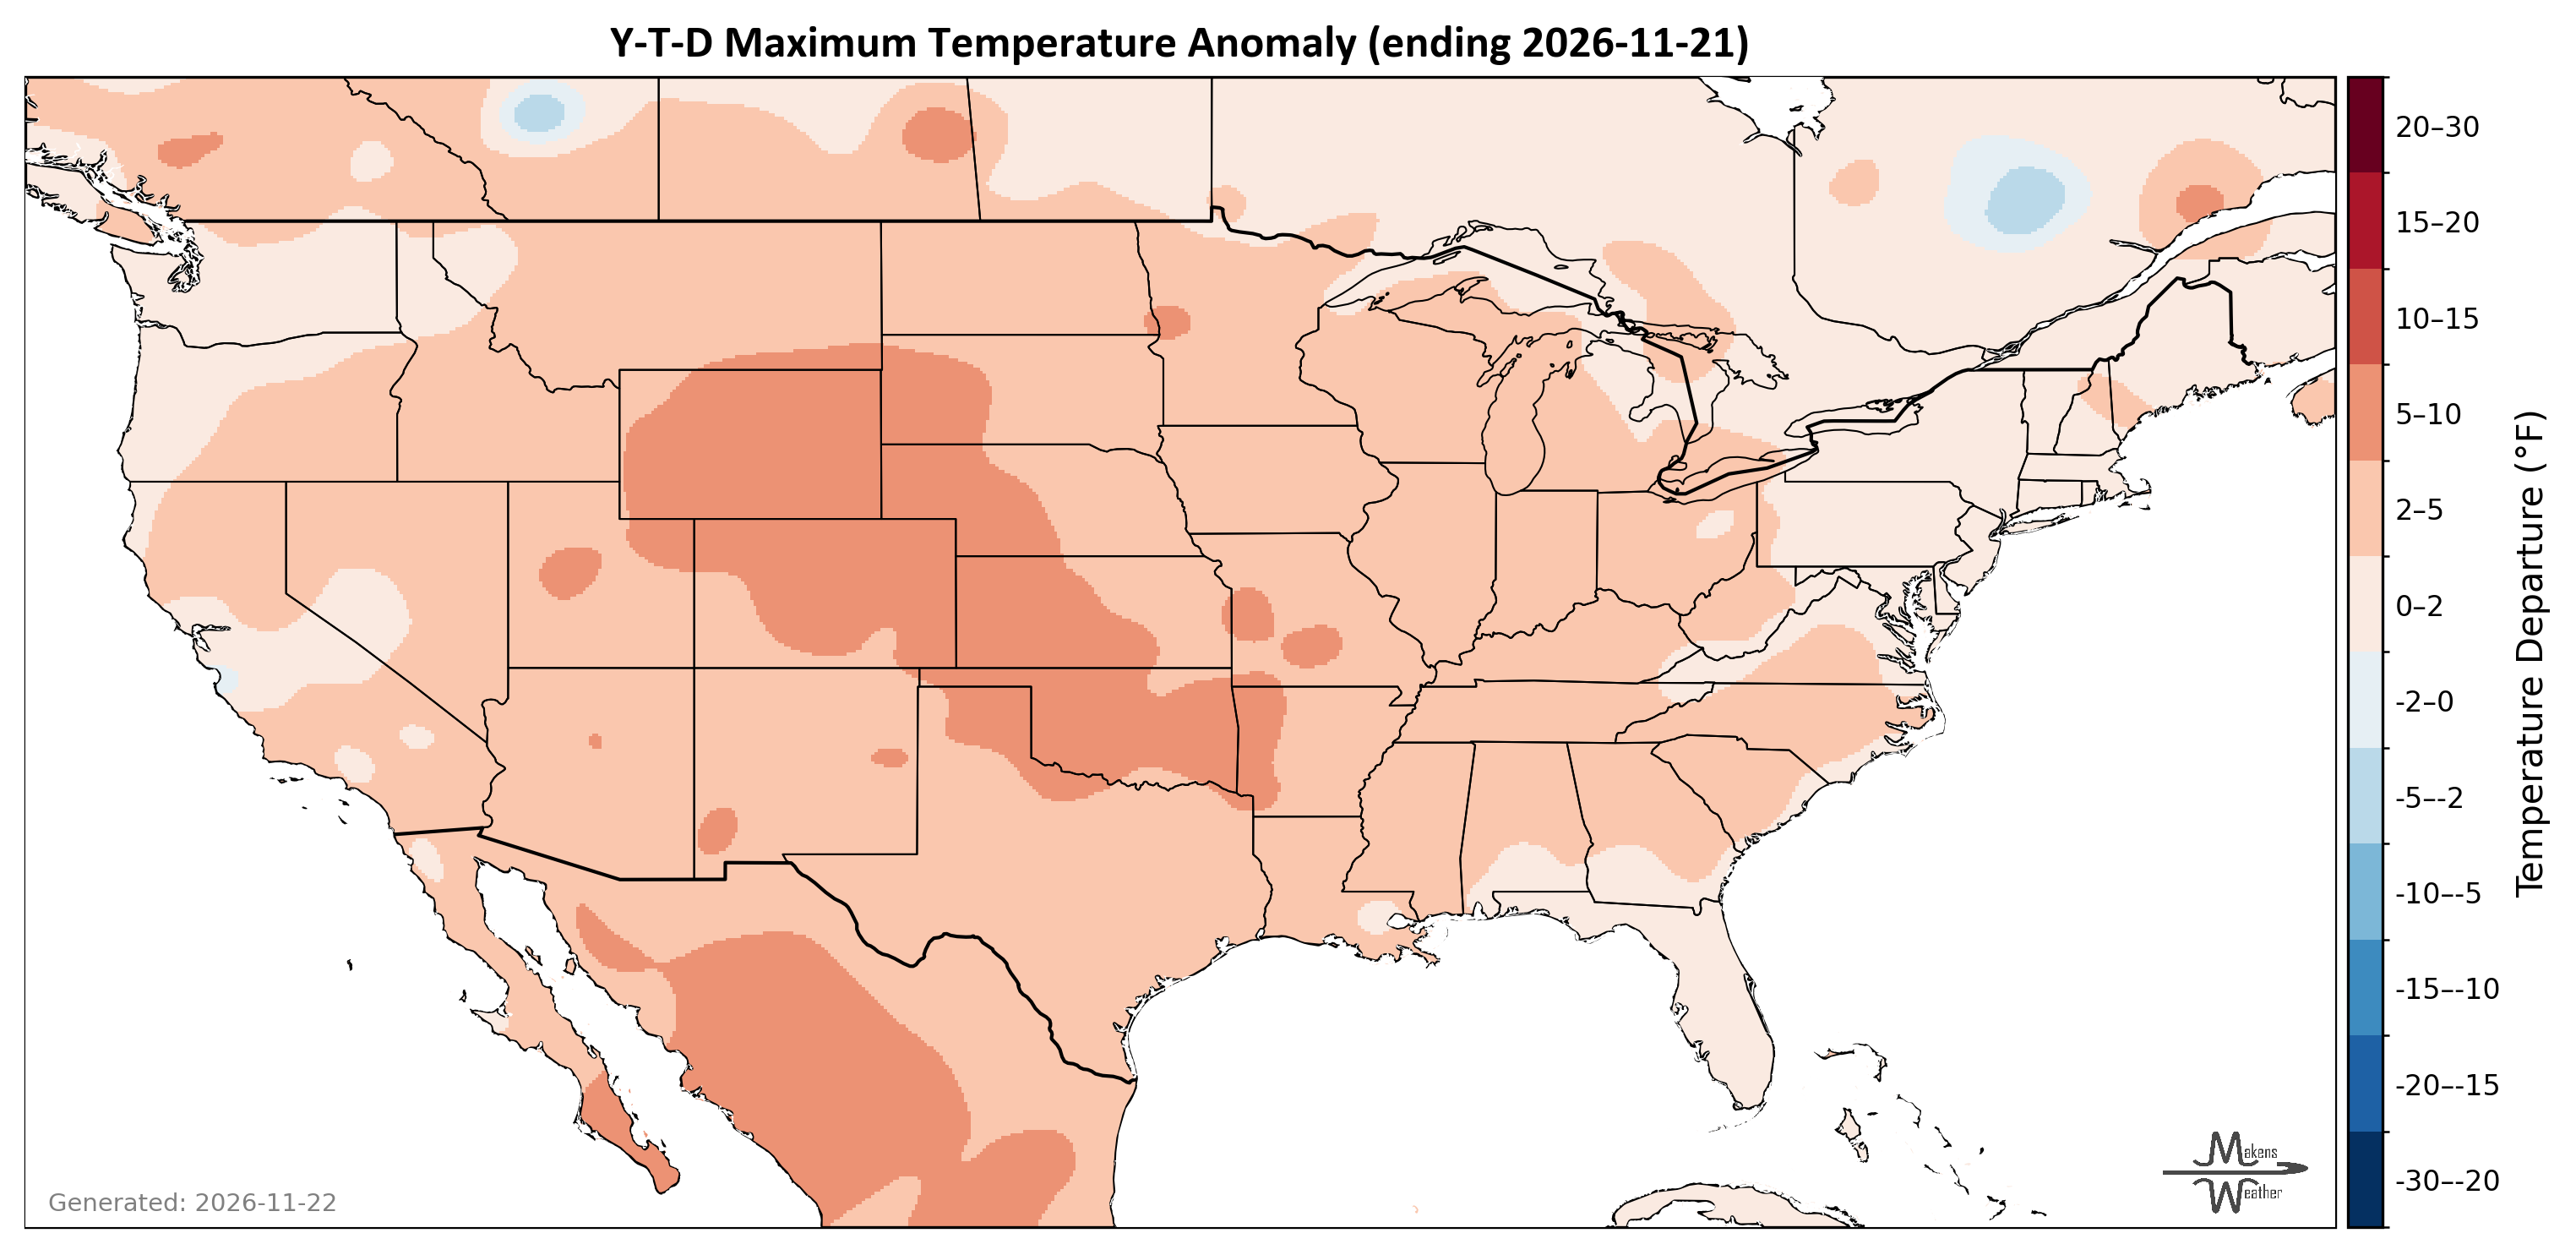 Y-T-D Maximum Temperature Anomaly (ending 2026-11-21)
20–30
15–20
10–15
5–10
2–5
0–2
-2–0
-5–-2
-10–-5
-15–-10
-20–-15
-30–-20
Temperature Departure (°F)
Generated: 2026-11-22
Makens
Weather